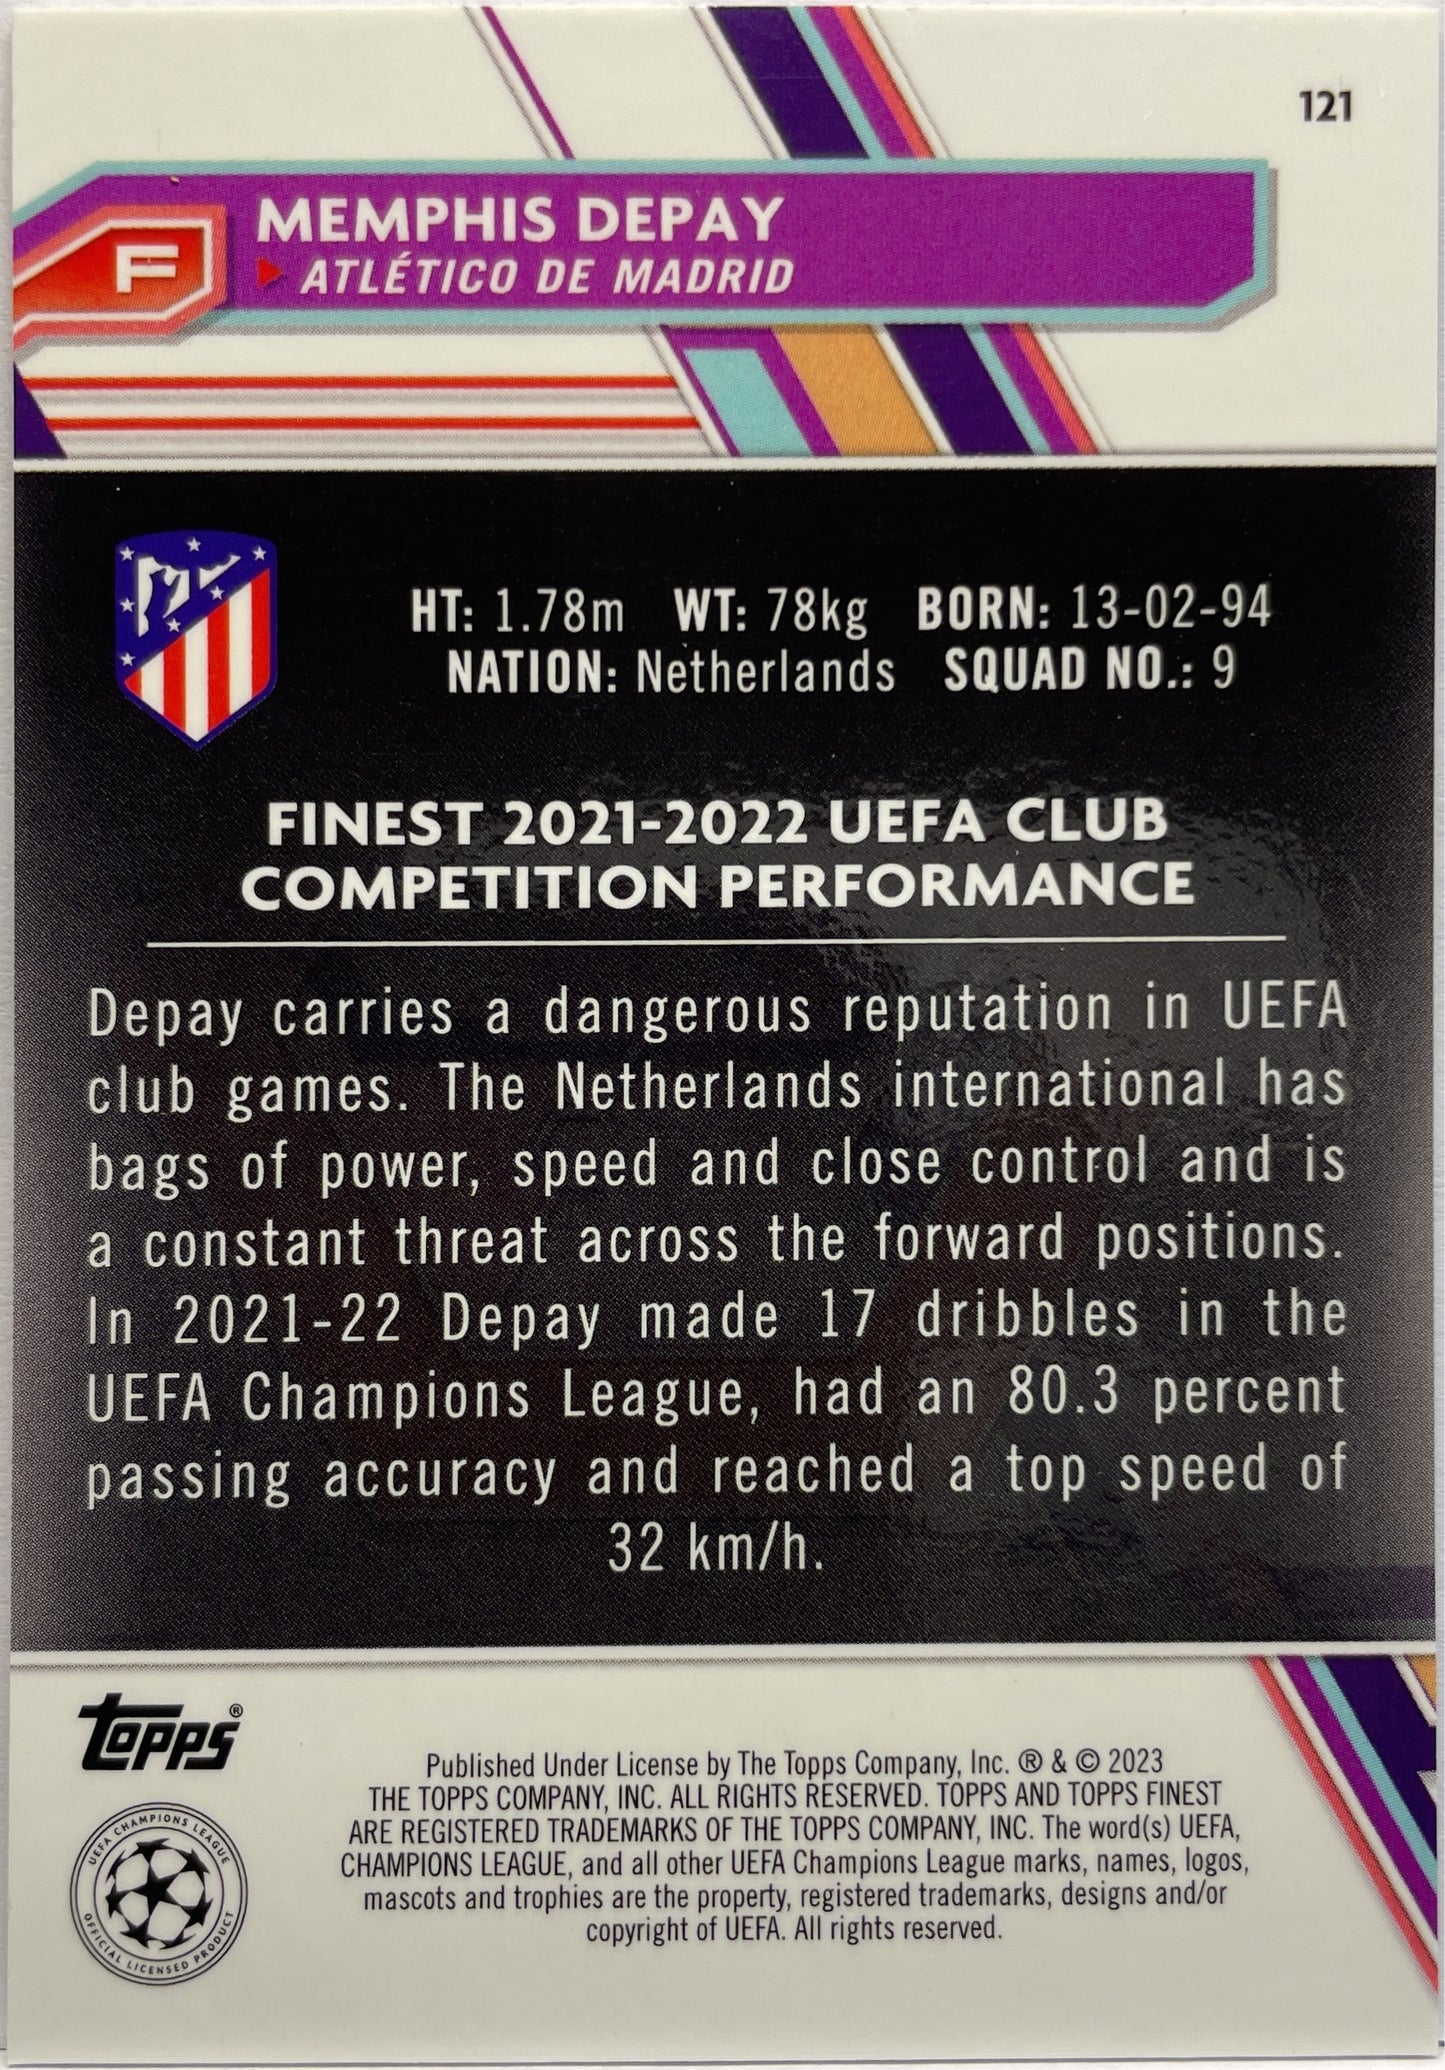 121
MEMPHIS DEPAY
F
ATLÉTICO DE MADRID
HT: 1.78m WT: 78kg BORN: 13-02-94
NATION: Netherlands SQUAD NO.: 9
FINEST 2021-2022 UEFA CLUB
COMPETITION PERFORMANCE
Depay carries a dangerous reputation in UEFA
club games. The Netherlands international has
bags of power, speed and close control and is
a constant threat across the forward positions.
In 2021-22 Depay made 17 dribbles in the
UEFA Champions League, had an 80.3 percent
passing accuracy and reached a top speed of
32 km/h.
TOPPS®
Published Under License by The Topps Company, Inc. ® & © 2023
THE TOPPS COMPANY, INC. ALL RIGHTS RESERVED. TOPPS AND TOPPS FINEST
ARE REGISTERED TRADEMARKS OF THE TOPPS COMPANY, INC. The word(s) UEFA,
CHAMPIONS LEAGUE, and all other UEFA Champions League marks, names, logos,
mascots and trophies are the property, registered trademarks, designs and/or
copyright of UEFA. All rights reserved.
UEFA CHAMPIONS LEAGUE
OFFICIAL LICENSED PRODUCT